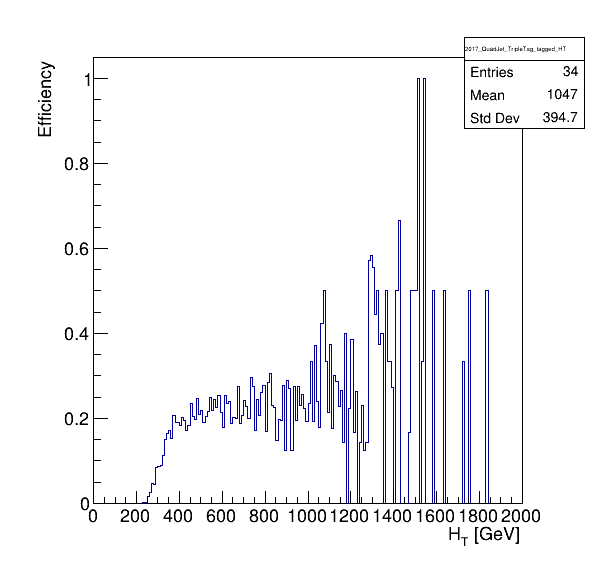 2017_QuadJet_TripleTag_tagged_HT
Entries 34
Mean 1047
Std Dev 394.7
Efficiency
1
0.8
0.6
0.4
0.2
0
0 200 400 600 800 1000 1200 1400 1600 1800 2000
H_T [GeV]